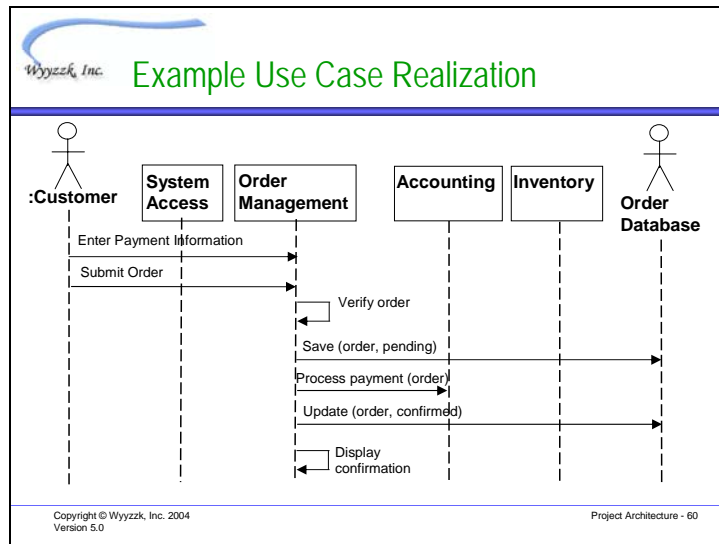 Wyyzzk, Inc.
Example Use Case Realization
:Customer
System
Access
Order
Management
Accounting
Inventory
Order
Database
Enter Payment Information
Submit Order
Verify order
Save (order, pending)
Process payment (order)
Update (order, confirmed)
Display
confirmation
Copyright © Wyyzzk, Inc. 2004
Version 5.0
Project Architecture - 60